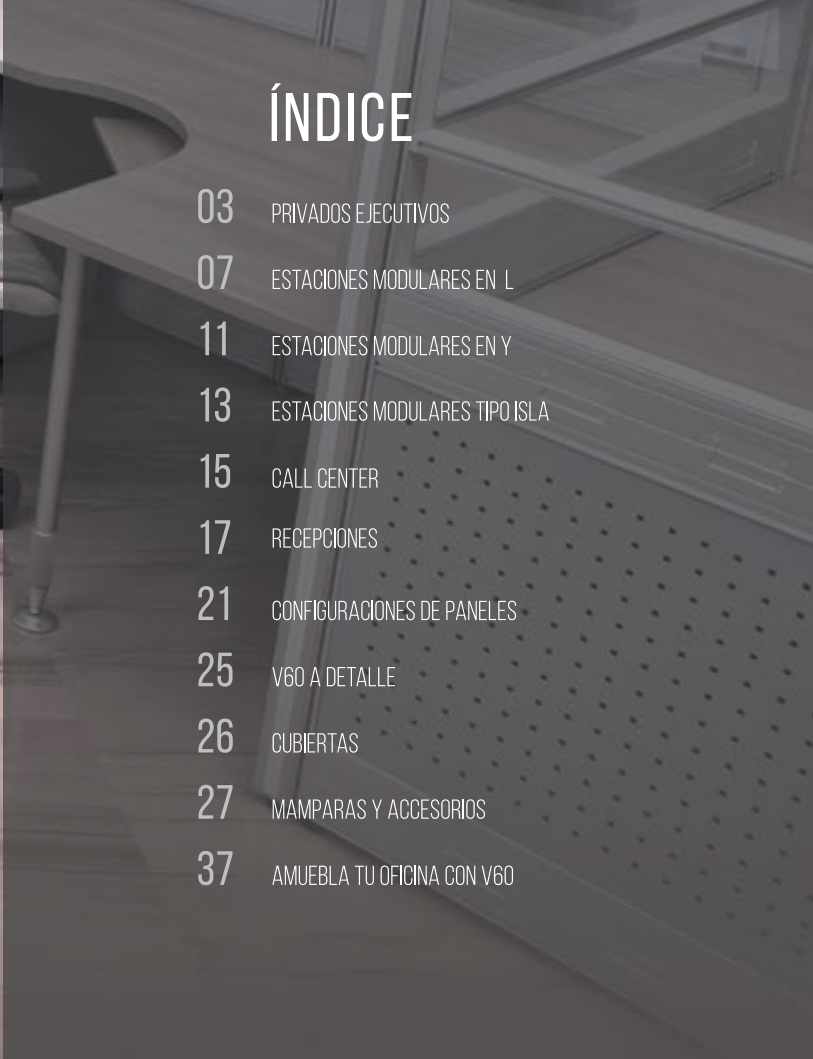 ÍNDICE
03 PRIVADOS EJECUTIVOS
07 ESTACIONES MODULARES EN L
11 ESTACIONES MODULARES EN Y
13 ESTACIONES MODULARES TIPO ISLA
15 CALL CENTER
17 RECEPCIONES
21 CONFIGURACIONES DE PANELES
25 V60 A DETALLE
26 CUBIERTAS
27 MAMPARAS Y ACCESORIOS
37 AMUEBLA TU OFICINA CON V60